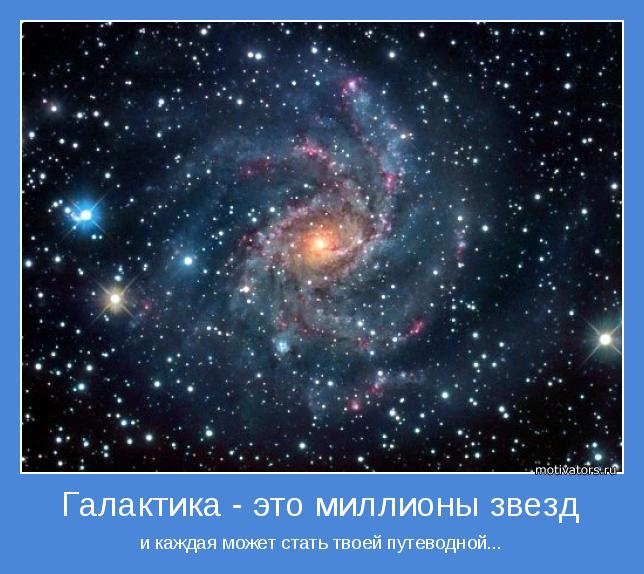 motivators.ru
Галактика - это миллионы звезд
и каждая может стать твоей путеводной...